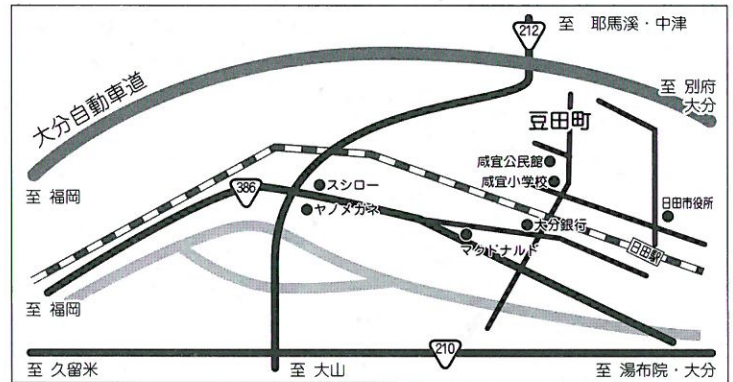 212
至 耶馬溪・中津
大分自動車道
至 別府
大分
豆田町
咸宜公民館
咸宜小学校
至 福岡
386
スシロー
ヤノメガネ
日田市役所
大分銀行
マクドナルド
日田駅
至 福岡
210
至 久留米
至 大山
至 湯布院・大分